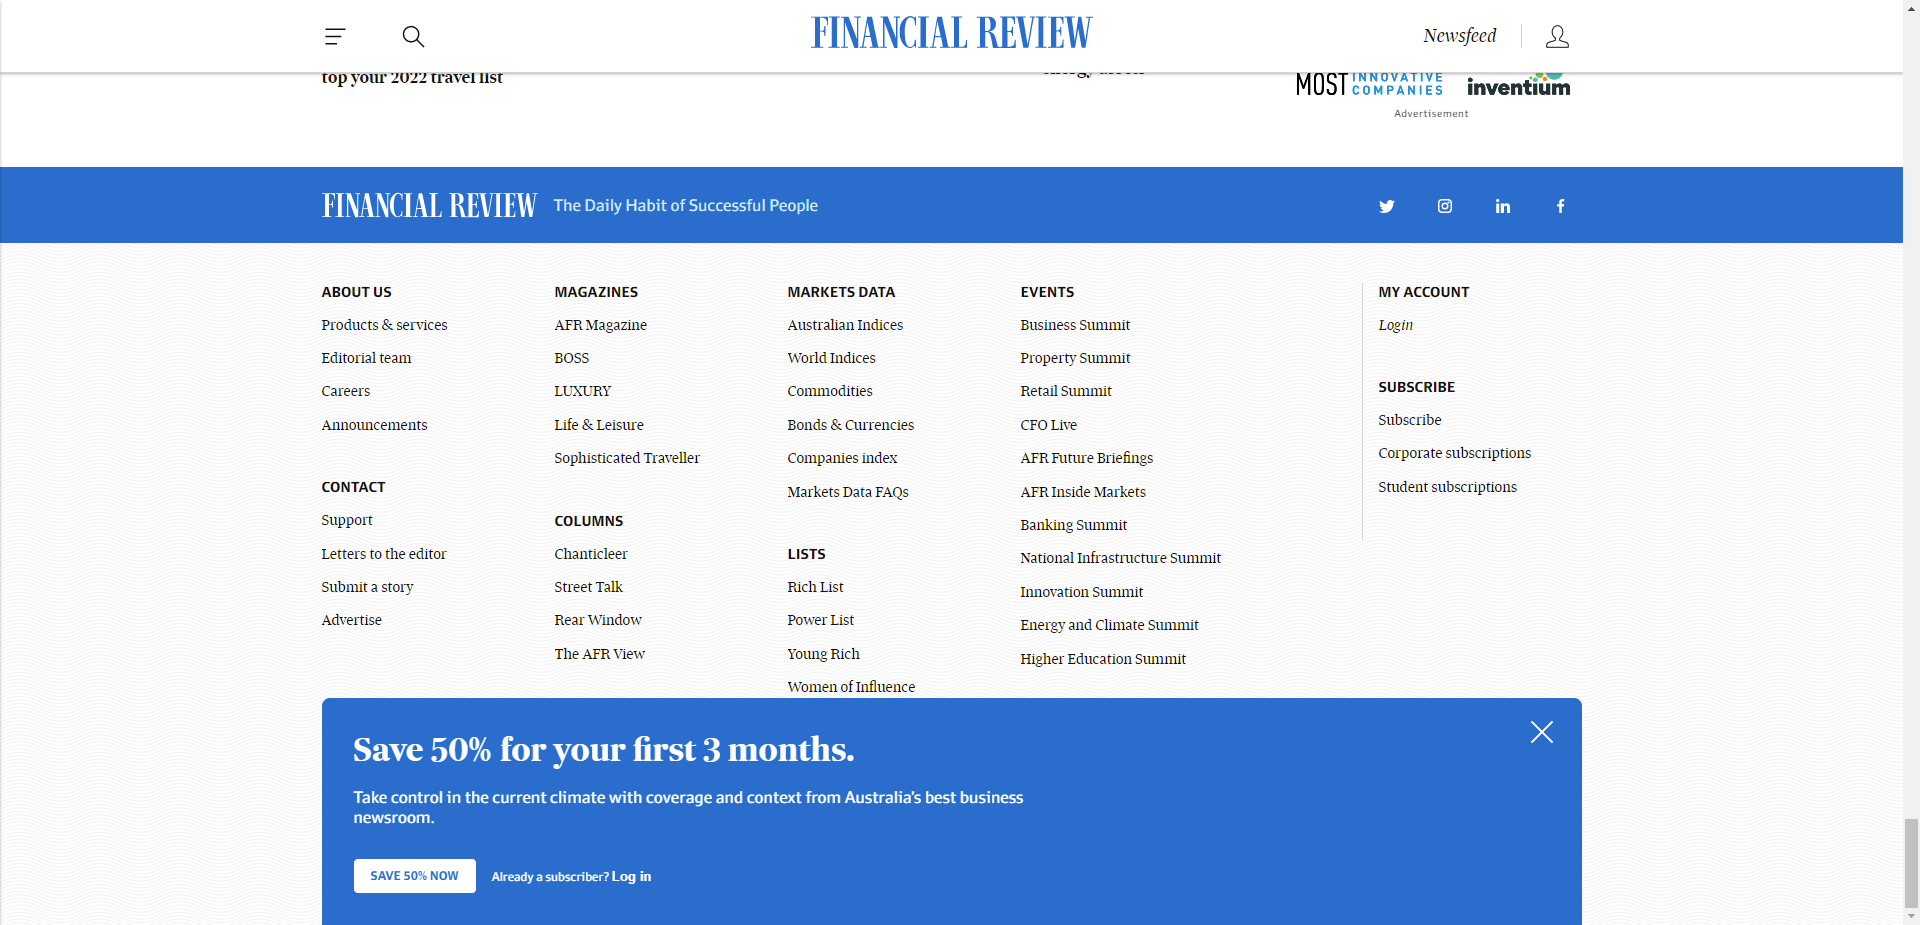 FINANCIAL REVIEW
Newsfeed
top your 2022 travel list
MOST INNOVATIVE COMPANIES
inventium
Advertisement
FINANCIAL REVIEW
The Daily Habit of Successful People
ABOUT US
Products & services
Editorial team
Careers
Announcements
CONTACT
Support
Letters to the editor
Submit a story
Advertise
MAGAZINES
AFR Magazine
BOSS
LUXURY
Life & Leisure
Sophisticated Traveller
COLUMNS
Chanticleer
Street Talk
Rear Window
The AFR View
MARKETS DATA
Australian Indices
World Indices
Commodities
Bonds & Currencies
Companies index
Markets Data FAQs
LISTS
Rich List
Power List
Young Rich
Women of Influence
EVENTS
Business Summit
Property Summit
Retail Summit
CFO Live
AFR Future Briefings
AFR Inside Markets
Banking Summit
National Infrastructure Summit
Innovation Summit
Energy and Climate Summit
Higher Education Summit
MY ACCOUNT
Login
SUBSCRIBE
Subscribe
Corporate subscriptions
Student subscriptions
Save 50% for your first 3 months.
Take control in the current climate with coverage and context from Australia's best business
newsroom.
SAVE 50% NOW
Already a subscriber? Log in